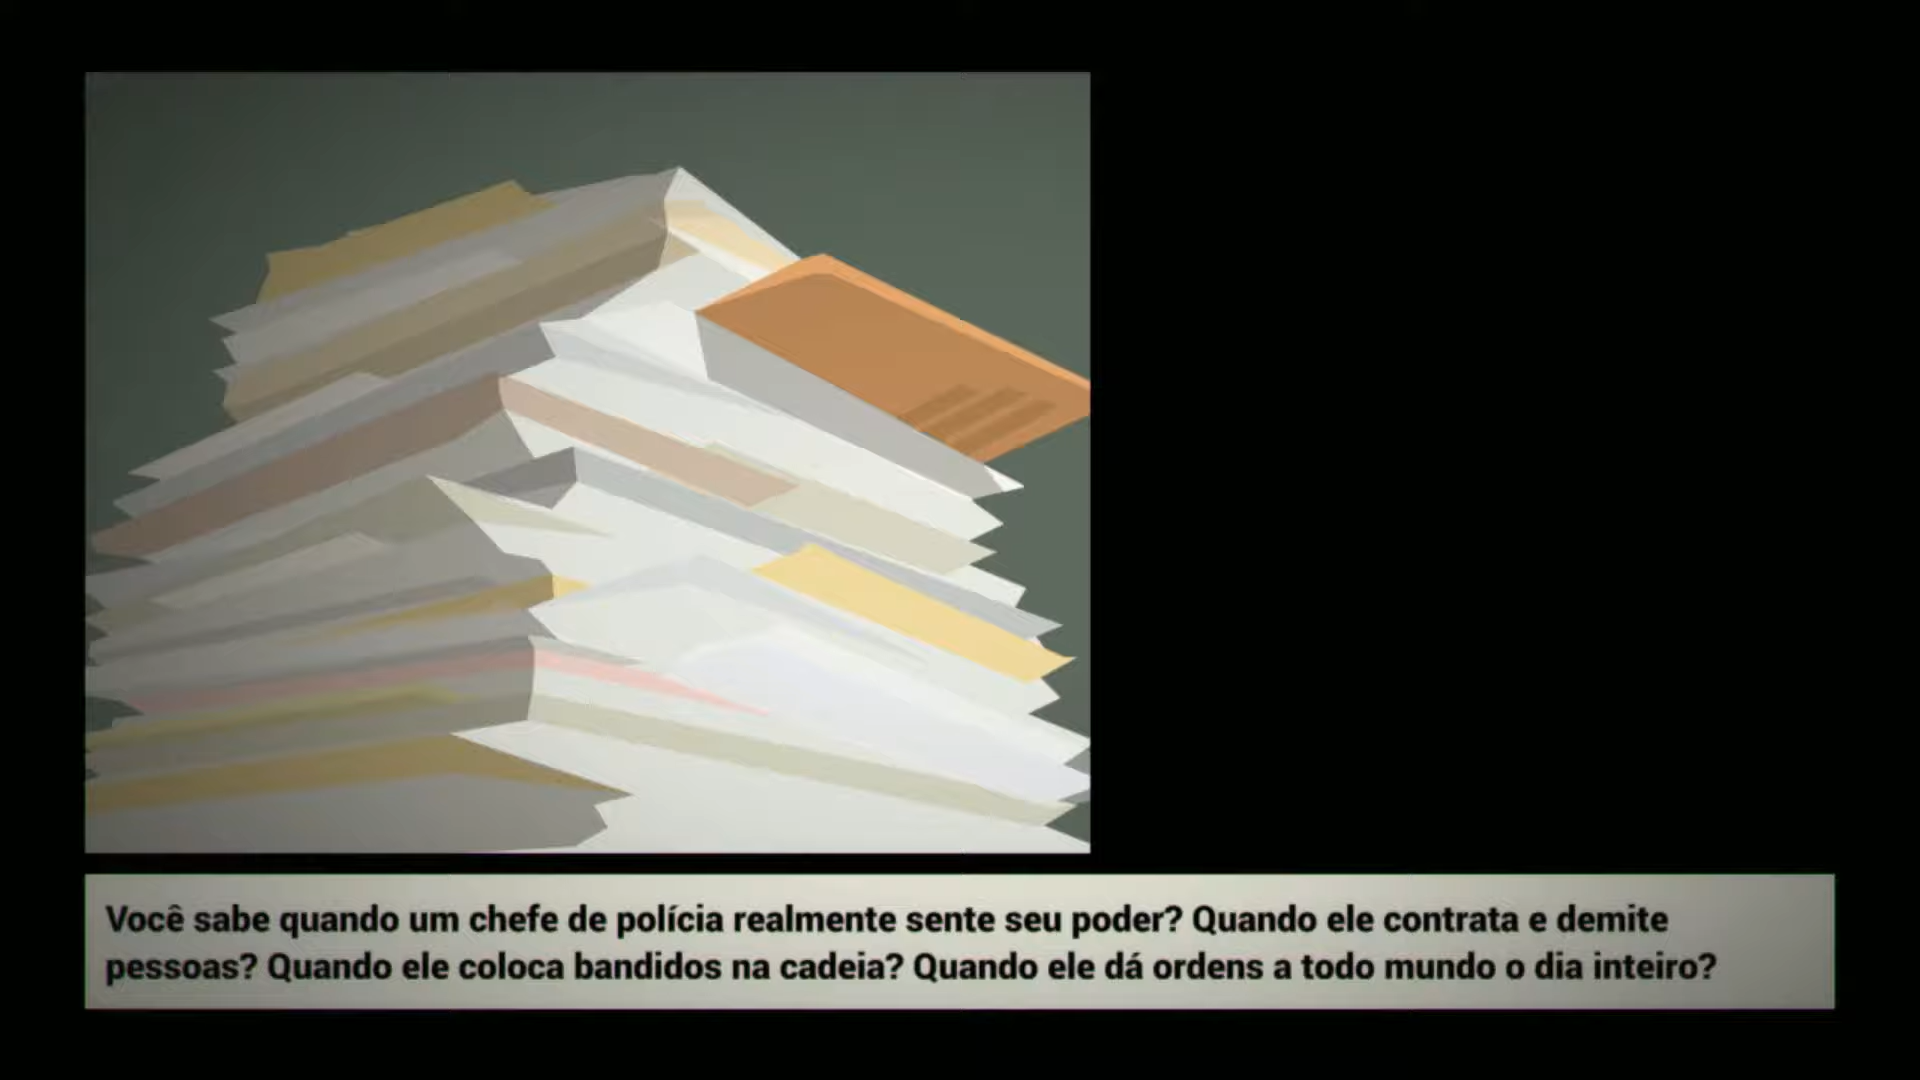 Você sabe quando um chefe de polícia realmente sente seu poder? Quando ele contrata e demite
pessoas? Quando ele coloca bandidos na cadeia? Quando ele dá ordens a todo mundo o dia inteiro?